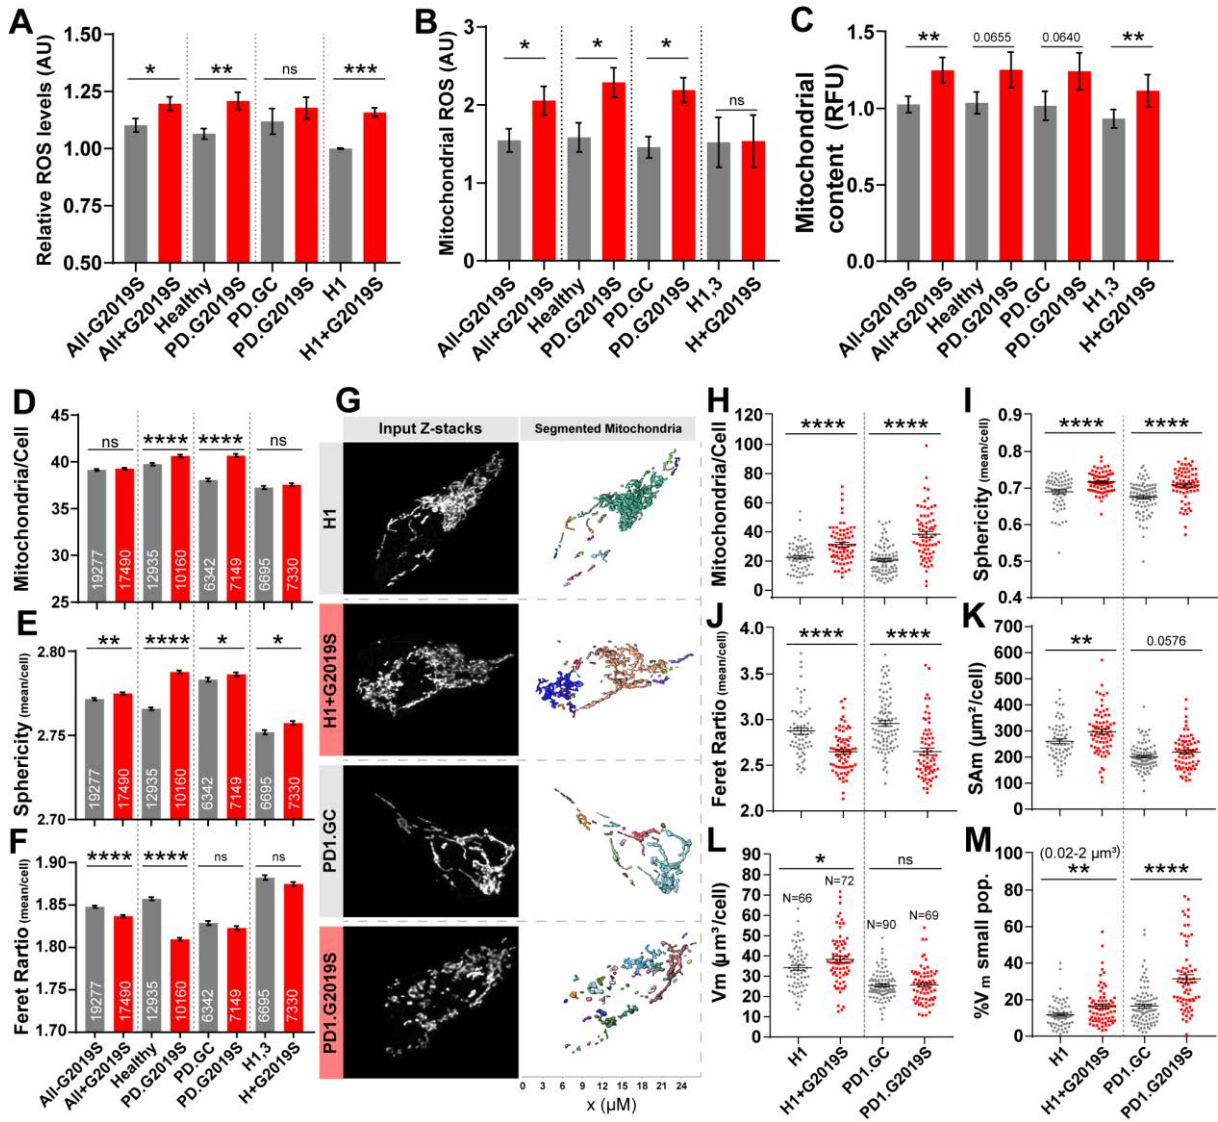 A
Relative ROS levels (AU)
1.50
1.25
1.00
0.75
0.50
*
**
ns
***
All-G2019S
All+G2019S
Healthy
PD.G2019S
PD.GC
PD.G2019S
H1
H1+G2019S
B
Mitochondrial ROS (AU)
3
2
1
0
*
*
*
ns
All-G2019S
All+G2019S
Healthy
PD.G2019S
PD.GC
PD.G2019S
H1,3
H+G2019S
C
Mitochondrial
content (RFU)
1.5
1.0
0.5
0.0
**
0.0655
0.0640
**
All-G2019S
All+G2019S
Healthy
PD.G2019S
PD.GC
PD.G2019S
H1,3
H+G2019S
D
Mitochondria/Cell
45
40
35
30
25
ns
****
****
ns
19277
17490
12935
10160
6342
7149
6695
7330
E
Sphericity (mean/cell)
2.80
2.75
2.70
**
****
*
*
19277
17490
12935
10160
6342
7149
6695
7330
F
Feret Rartio (mean/cell)
1.90
1.85
1.80
1.75
1.70
****
****
ns
ns
19277
17490
12935
10160
6342
7149
6695
7330
All-G2019S
All+G2019S
Healthy
PD.G2019S
PD.GC
PD.G2019S
H1,3
H+G2019S
G
Input Z-stacks
Segmented Mitochondria
H1
H1+G2019S
PD1.GC
PD1.G2019S
0 3 6 9 12 15 18 21 24
x (µM)
H
Mitochondria/Cell
120
100
80
60
40
20
0
****
****
I
Sphericity (mean/cell)
0.9
0.8
0.7
0.6
0.5
0.4
****
****
J
Feret Rartio (mean/cell)
4.0
3.5
3.0
2.5
2.0
****
****
K
SAm (µm²/cell)
700
600
500
400
300
200
100
0
**
0.0576
L
Vm (µm³/cell)
90
80
70
60
50
40
30
20
10
0
*
ns
N=66
N=72
N=90
N=69
H1
H1+G2019S
PD1.GC
PD1.G2019S
M
%Vm small pop.
100
80
60
40
20
0
(0.02-2 µm³)
**
****
H1
H1+G2019S
PD1.GC
PD1.G2019S